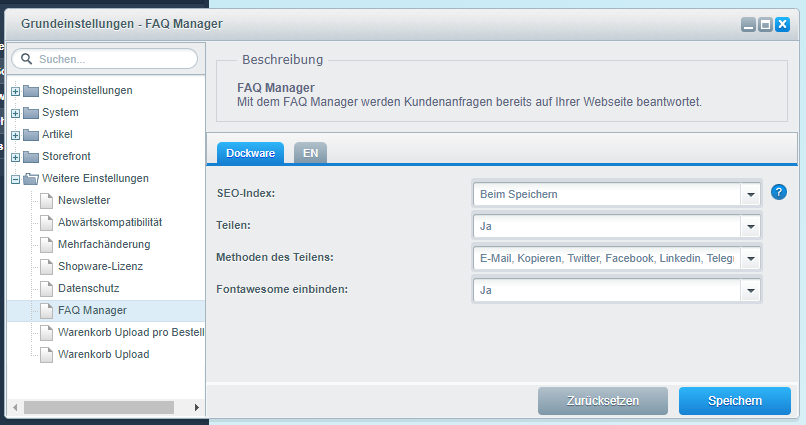 Grundeinstellungen - FAQ Manager
Suchen...
Shopeinstellungen
System
Artikel
Storefront
Weitere Einstellungen
Newsletter
Abwärtskompatibilität
Mehrfachänderung
Shopware-Lizenz
Datenschutz
FAQ Manager
Warenkorb Upload pro Bestell
Warenkorb Upload
Beschreibung
FAQ Manager
Mit dem FAQ Manager werden Kundenanfragen bereits auf Ihrer Webseite beantwortet.
Dockware EN
SEO-Index: Beim Speichern ?
Teilen: Ja
Methoden des Teilens: E-Mail, Kopieren, Twitter, Facebook, Linkedin, Telegr
Fontawesome einbinden: Ja
Zurücksetzen Speichern